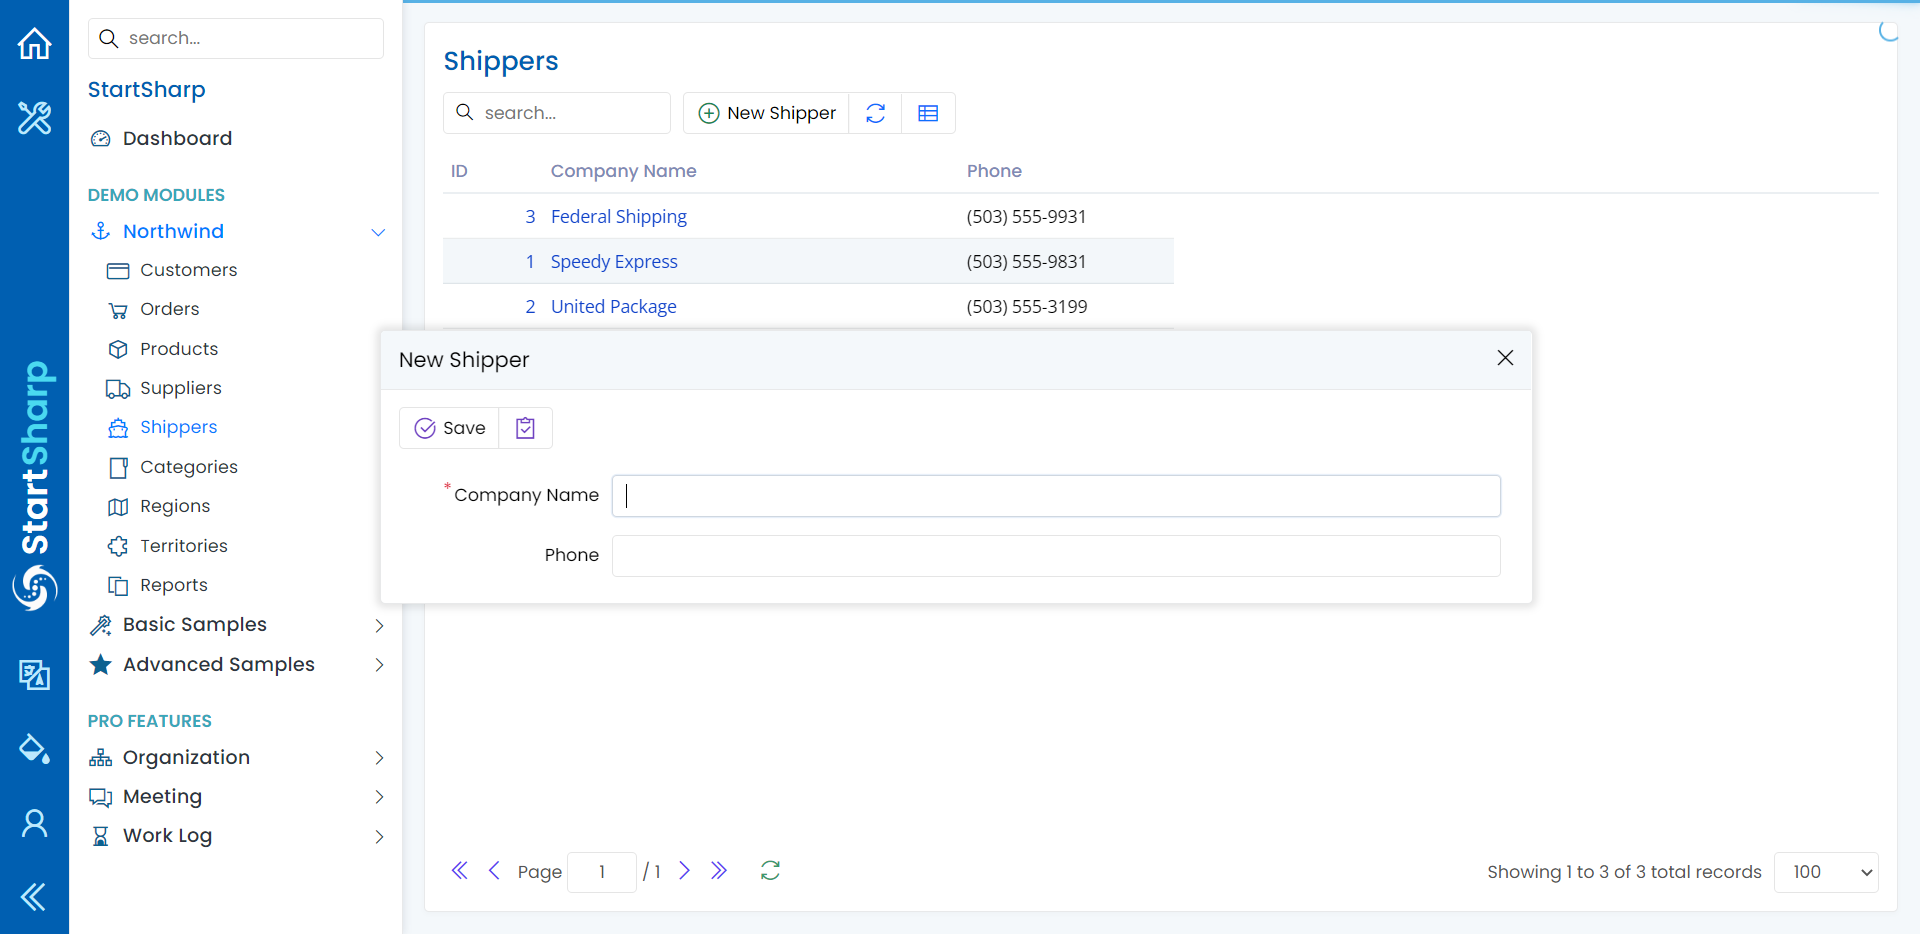 search...
StartSharp
Dashboard
DEMO MODULES
Northwind
Customers
Orders
Products
Suppliers
Shippers
Categories
Regions
Territories
Reports
Basic Samples
Advanced Samples
PRO FEATURES
Organization
Meeting
Work Log
StartSharp
Shippers
search...
New Shipper
ID Company Name Phone
3 Federal Shipping (503) 555-9931
1 Speedy Express (503) 555-9831
2 United Package (503) 555-3199
New Shipper
Save
*Company Name
Phone
Page 1 / 1
Showing 1 to 3 of 3 total records 100